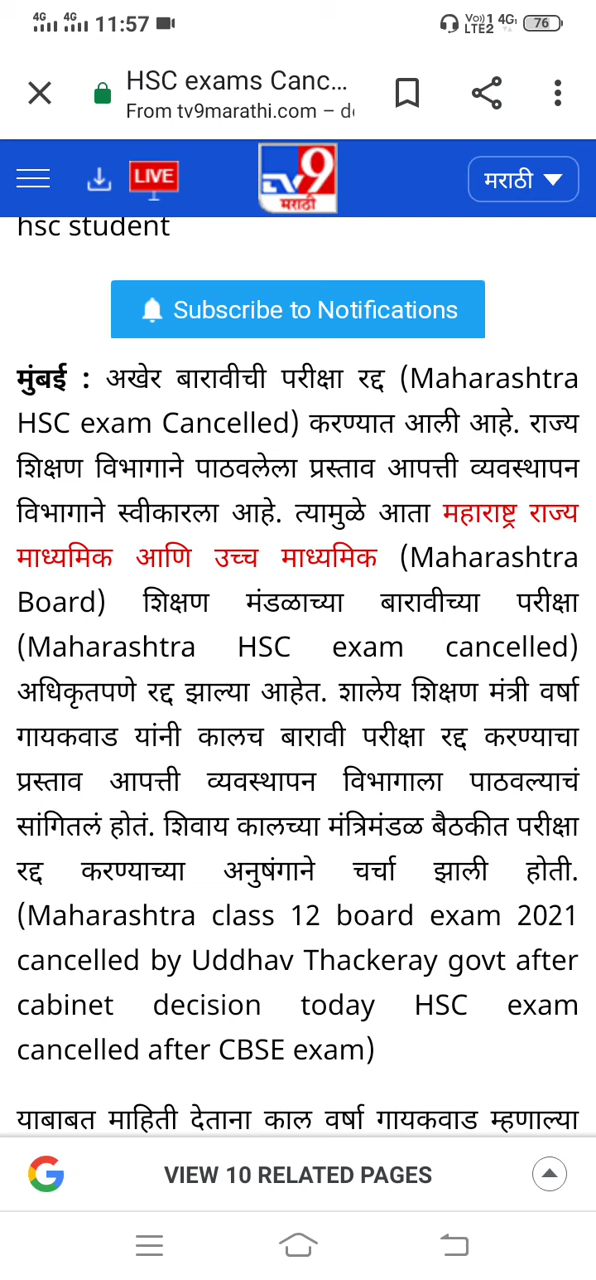 4G 4G 11:57 Vo)) 1 4G 76
LTE2
HSC exams Canc...
From tv9marathi.com – de
LIVE
TV9
मराठी
मराठी
hsc student
Subscribe to Notifications
मुंबई : अखेर बारावीची परीक्षा रद्द (Maharashtra
HSC exam Cancelled) करण्यात आली आहे. राज्य
शिक्षण विभागाने पाठवलेला प्रस्ताव आपत्ती व्यवस्थापन
विभागाने स्वीकारला आहे. त्यामुळे आता महाराष्ट्र राज्य
माध्यमिक आणि उच्च माध्यमिक (Maharashtra
Board) शिक्षण मंडळाच्या बारावीच्या परीक्षा
(Maharashtra HSC exam cancelled)
अधिकृतपणे रद्द झाल्या आहेत. शालेय शिक्षण मंत्री वर्षा
गायकवाड यांनी कालच बारावी परीक्षा रद्द करण्याचा
प्रस्ताव आपत्ती व्यवस्थापन विभागाला पाठवल्याचं
सांगितलं होतं. शिवाय कालच्या मंत्रिमंडळ बैठकीत परीक्षा
रद्द करण्याच्या अनुषंगाने चर्चा झाली होती.
(Maharashtra class 12 board exam 2021
cancelled by Uddhav Thackeray govt after
cabinet decision today HSC exam
cancelled after CBSE exam)
याबाबत माहिती देताना काल वर्षा गायकवाड म्हणाल्या
VIEW 10 RELATED PAGES